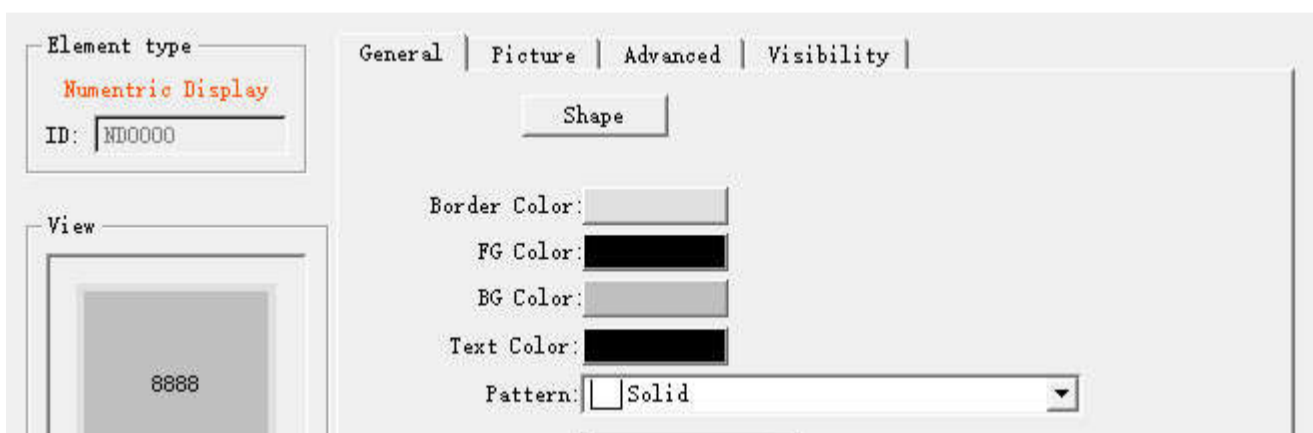 Element type
Numentric Display
ID: ND0000
View
8888
General
Picture
Advanced
Visibility
Shape
Border Color:
FG Color:
BG Color:
Text Color:
Pattern: Solid